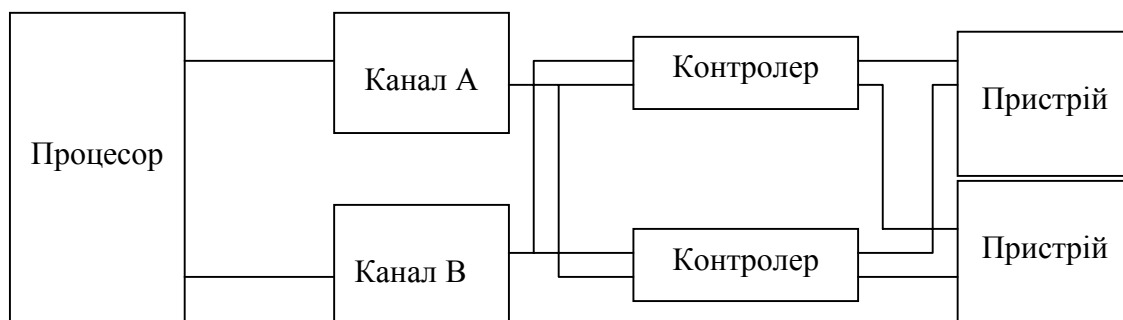 Процесор
Канал А
Канал В
Контролер
Контролер
Пристрій
Пристрій